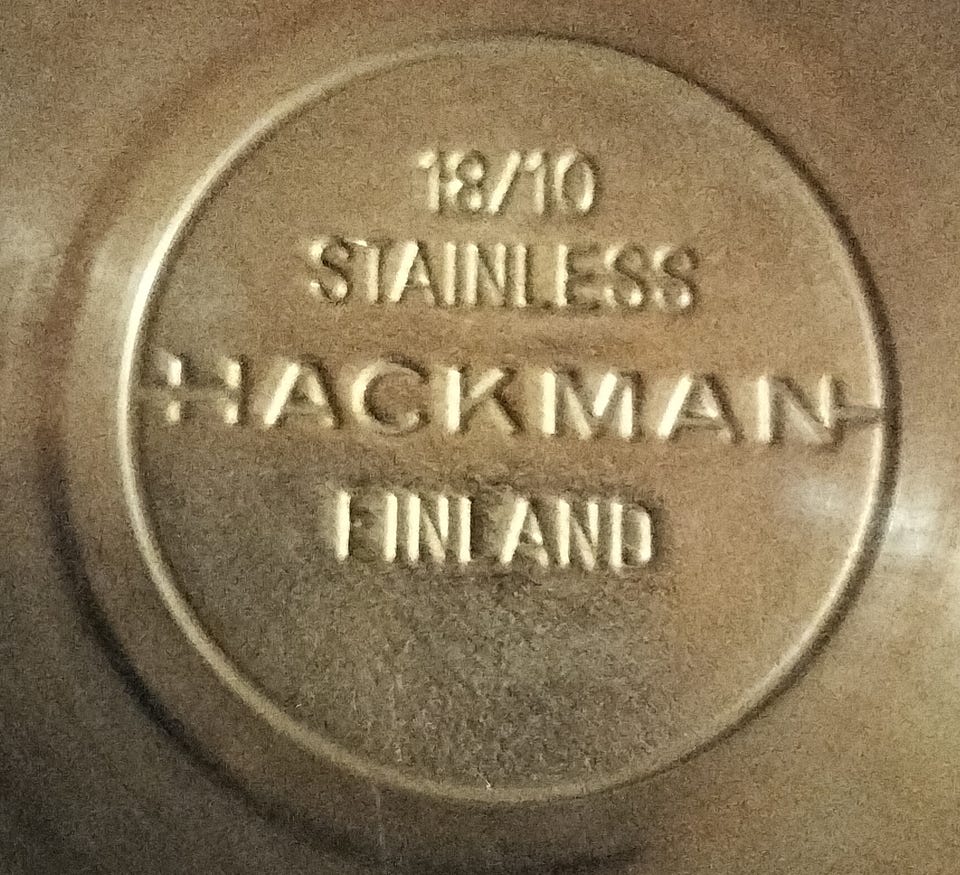 18/10
STAINLESS
HACKMAN
FINLAND